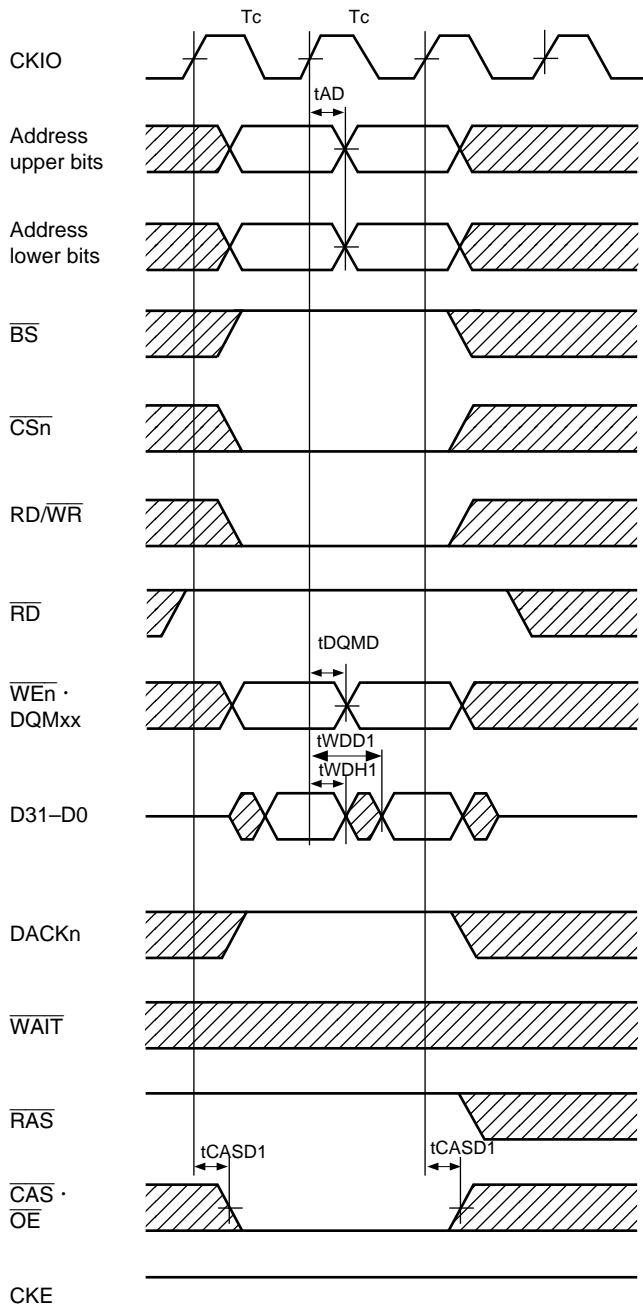 Tc Tc
CKIO
tAD
Address
upper bits
Address
lower bits
BS
CSn
RD/WR
RD
tDQMD
WEn ·
DQMxx
tWDD1
tWDH1
D31–D0
DACKn
WAIT
RAS
tCASD1 tCASD1
CAS ·
OE
CKE